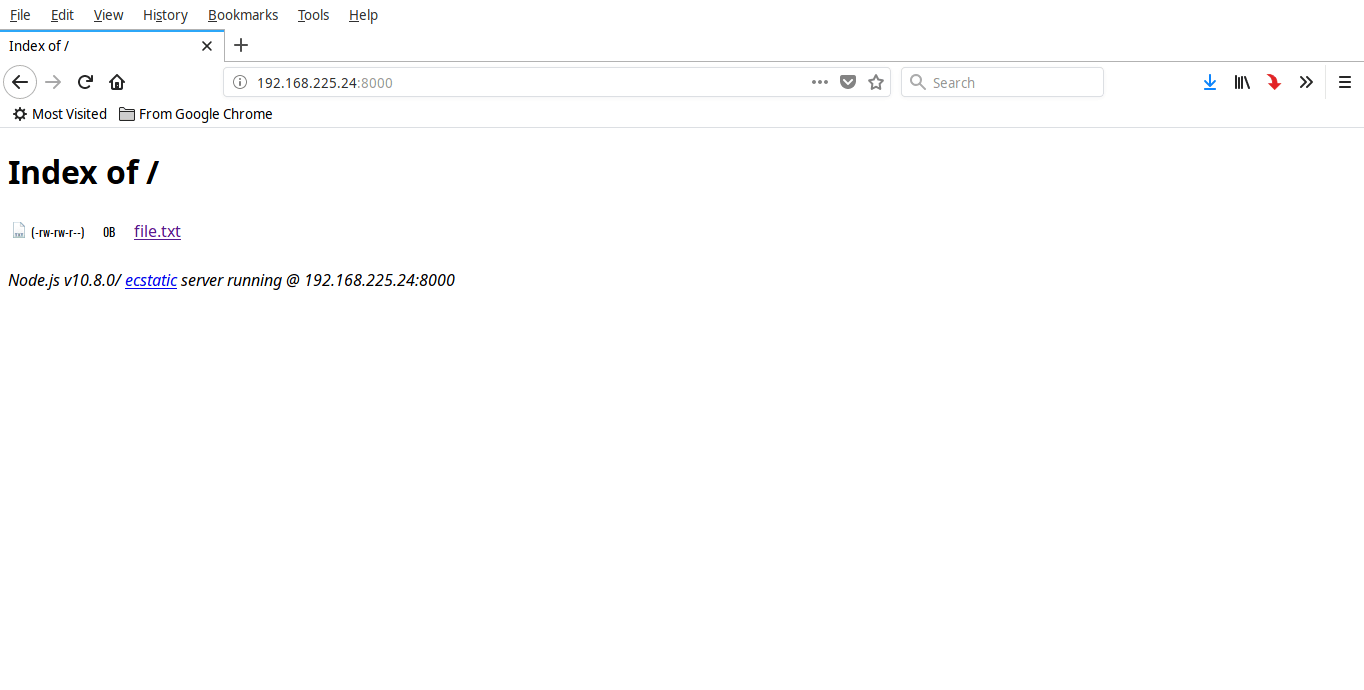 File Edit View History Bookmarks Tools Help
Index of /
192.168.225.24:8000 Search
Most Visited From Google Chrome
Index of /
(-rw-rw-r--) 0B file.txt
Node.js v10.8.0/ ecstatic server running @ 192.168.225.24:8000